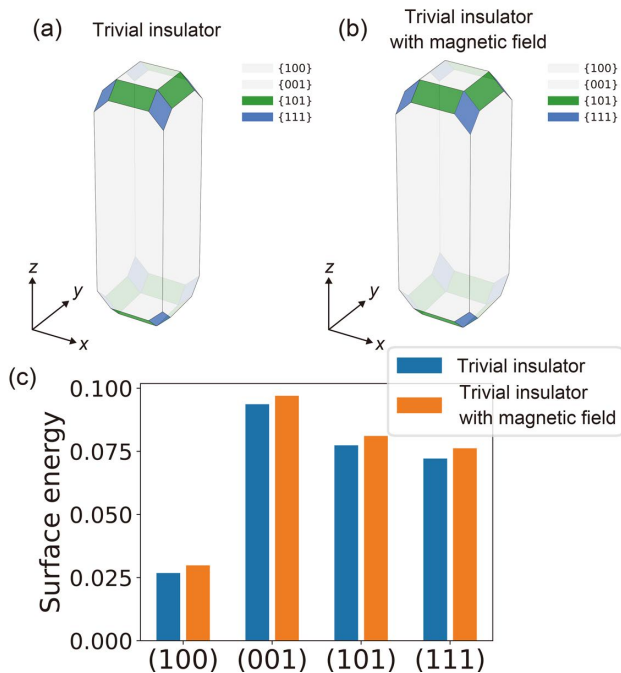 (a)
Trivial insulator
{100}
{001}
{101}
{111}
z
y
x
(b)
Trivial insulator
with magnetic field
{100}
{001}
{101}
{111}
z
y
x
(c)
Trivial insulator
Trivial insulator
with magnetic field
Surface energy
0.100
0.075
0.050
0.025
0.000
(100)
(001)
(101)
(111)